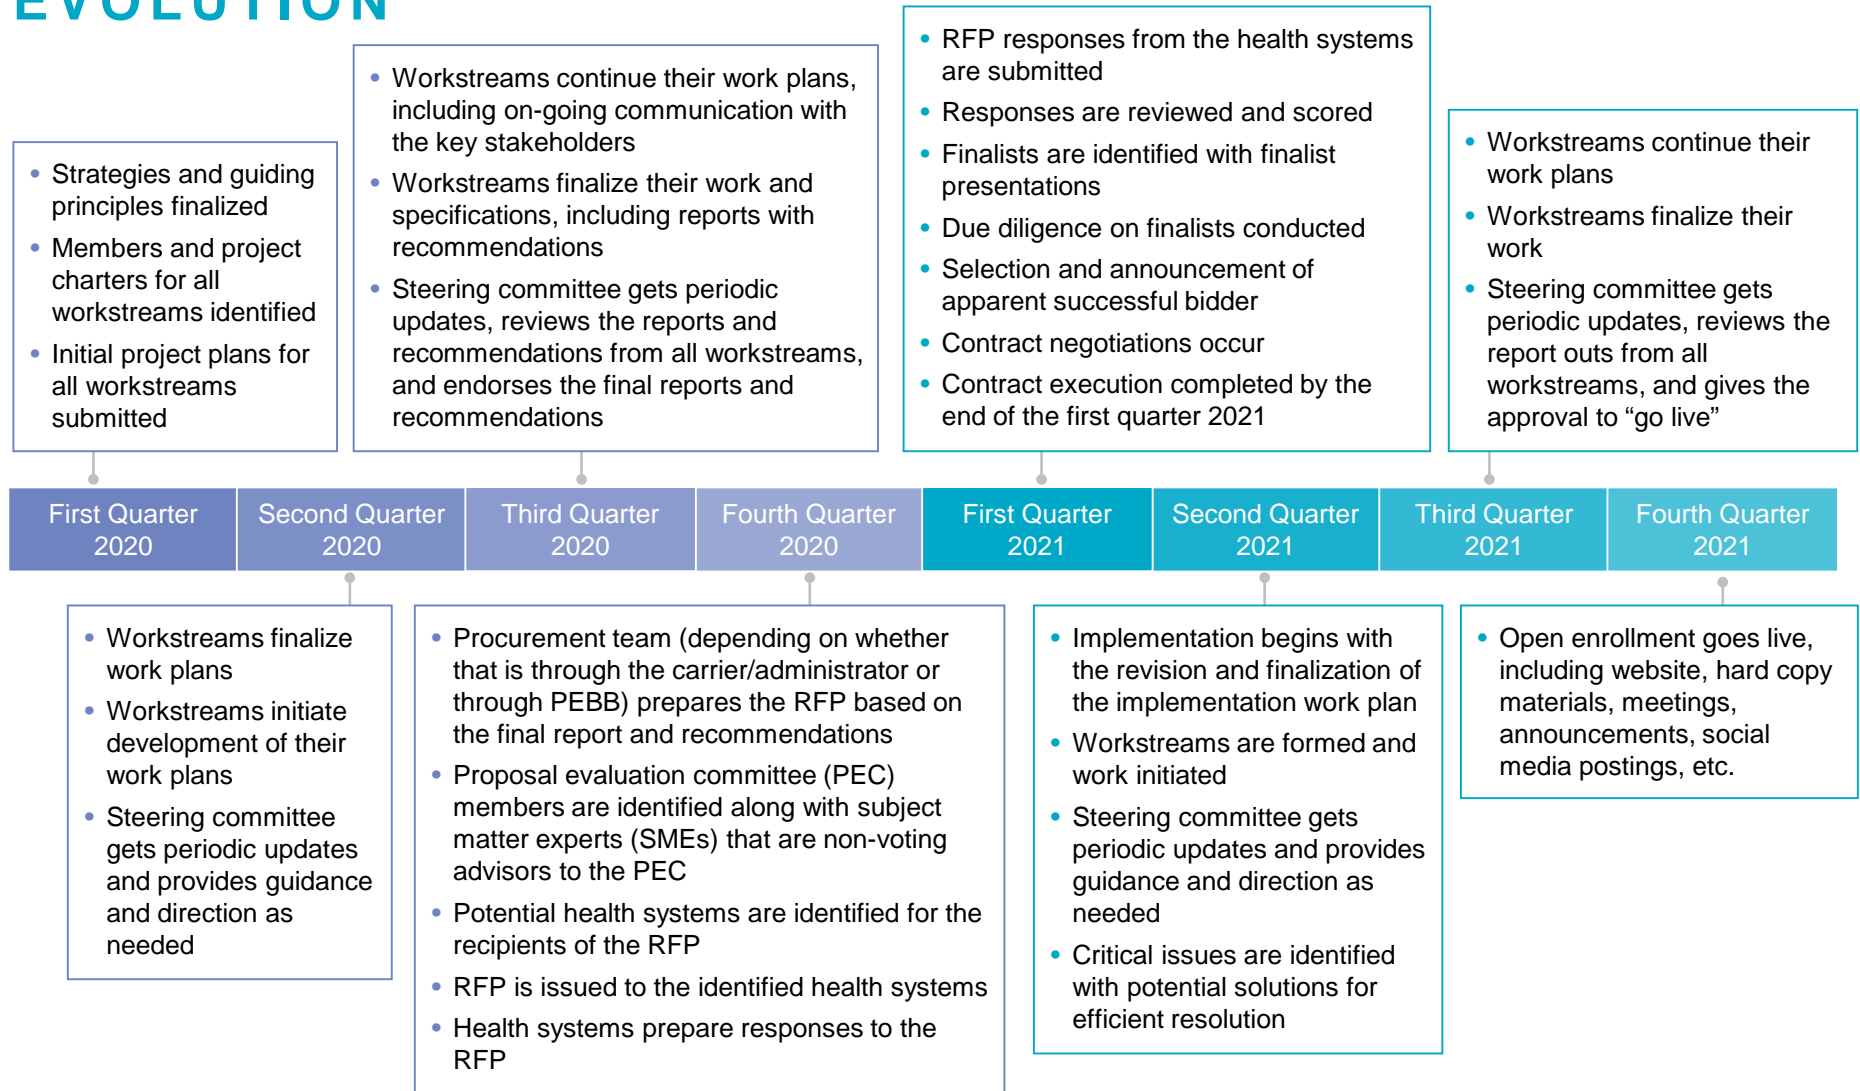 EVOLUTION
• Strategies and guiding
principles finalized
• Members and project
charters for all
workstreams identified
• Initial project plans for
all workstreams
submitted
• Workstreams continue their work plans,
including on-going communication with
the key stakeholders
• Workstreams finalize their work and
specifications, including reports with
recommendations
• Steering committee gets periodic
updates, reviews the reports and
recommendations from all workstreams,
and endorses the final reports and
recommendations
• RFP responses from the health systems
are submitted
• Responses are reviewed and scored
• Finalists are identified with finalist
presentations
• Due diligence on finalists conducted
• Selection and announcement of
apparent successful bidder
• Contract negotiations occur
• Contract execution completed by the
end of the first quarter 2021
• Workstreams continue their
work plans
• Workstreams finalize their
work
• Steering committee gets
periodic updates, reviews the
report outs from all
workstreams, and gives the
approval to “go live”
First Quarter
2020
Second Quarter
2020
Third Quarter
2020
Fourth Quarter
2020
First Quarter
2021
Second Quarter
2021
Third Quarter
2021
Fourth Quarter
2021
• Workstreams finalize
work plans
• Workstreams initiate
development of their
work plans
• Steering committee
gets periodic updates
and provides guidance
and direction as
needed
• Procurement team (depending on whether
that is through the carrier/administrator or
through PEBB) prepares the RFP based on
the final report and recommendations
• Proposal evaluation committee (PEC)
members are identified along with subject
matter experts (SMEs) that are non-voting
advisors to the PEC
• Potential health systems are identified for the
recipients of the RFP
• RFP is issued to the identified health systems
• Health systems prepare responses to the
RFP
• Implementation begins with
the revision and finalization of
the implementation work plan
• Workstreams are formed and
work initiated
• Steering committee gets
periodic updates and provides
guidance and direction as
needed
• Critical issues are identified
with potential solutions for
efficient resolution
• Open enrollment goes live,
including website, hard copy
materials, meetings,
announcements, social
media postings, etc.